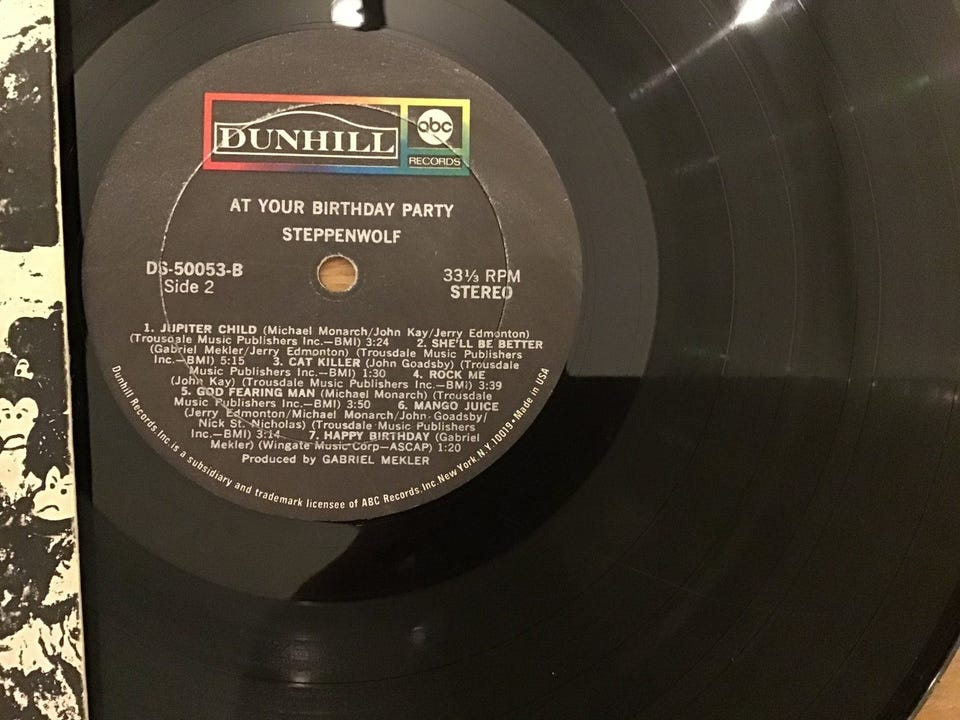 DUNHILL
abc
RECORDS
AT YOUR BIRTHDAY PARTY
STEPPENWOLF
DS-50053-B
Side 2
33⅓ RPM
STEREO
1. JUPITER CHILD (Michael Monarch/John Kay/Jerry Edmonton)
(Trousdale Music Publishers Inc.—BMI) 3:24 2. SHE'LL BE BETTER
(Gabriel Mekler/Jerry Edmonton) (Trousdale Music Publishers
Inc.—BMI) 5:15 3. CAT KILLER (John Goadsby) (Trousdale
Music Publishers Inc.—BMI) 1:30 4. ROCK ME
(John Kay) (Trousdale Music Publishers Inc.—BMI) 3:39
5. GOD FEARING MAN (Michael Monarch) (Trousdale
Music Publishers Inc.—BMI) 3:50 6. MANGO JUICE
(Jerry Edmonton/Michael Monarch/John Goadsby/
Nick St. Nicholas) (Trousdale Music Publishers
Inc.—BMI) 3:14 7. HAPPY BIRTHDAY (Gabriel
Mekler) (Wingate Music Corp—ASCAP) 1:20
Produced by GABRIEL MEKLER
Dunhill Records, Inc. is a subsidiary and trademark licensee of ABC Records, Inc. New York, N.Y. 10019 • Made in USA